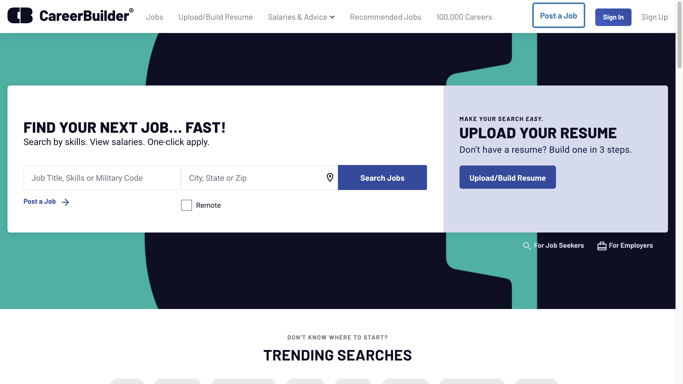 CB CareerBuilder®
Jobs
Upload/Build Resume
Salaries & Advice
Recommended Jobs
100,000 Careers
Post a Job
Sign In
Sign Up
FIND YOUR NEXT JOB... FAST!
Search by skills. View salaries. One-click apply.
Job Title, Skills or Military Code
City, State or Zip
Search Jobs
Post a Job
Remote
MAKE YOUR SEARCH EASY.
UPLOAD YOUR RESUME
Don't have a resume? Build one in 3 steps.
Upload/Build Resume
For Job Seekers
For Employers
DON'T KNOW WHERE TO START?
TRENDING SEARCHES